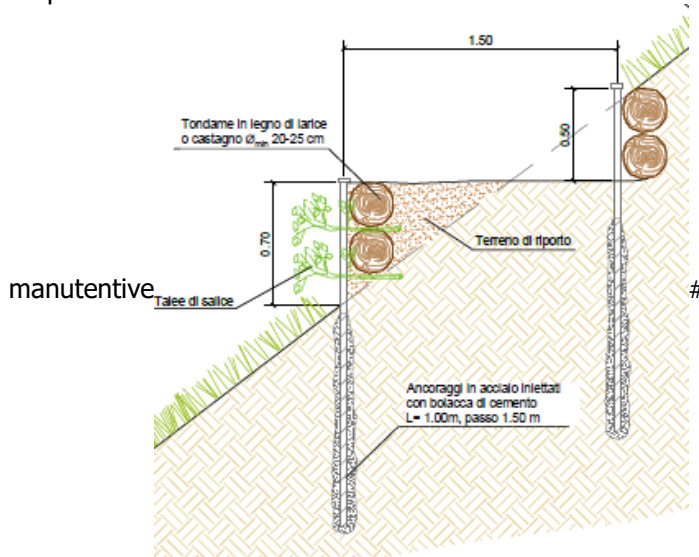 1.50
Tondame in legno di larice
o castagno Ømin 20-25 cm
0.50
0.70
Terreno di riporto
manutentive
Talee di salice
#
Ancoraggi in acciaio iniettati
con boiacca di cemento
L= 1.00m, passo 1.50 m